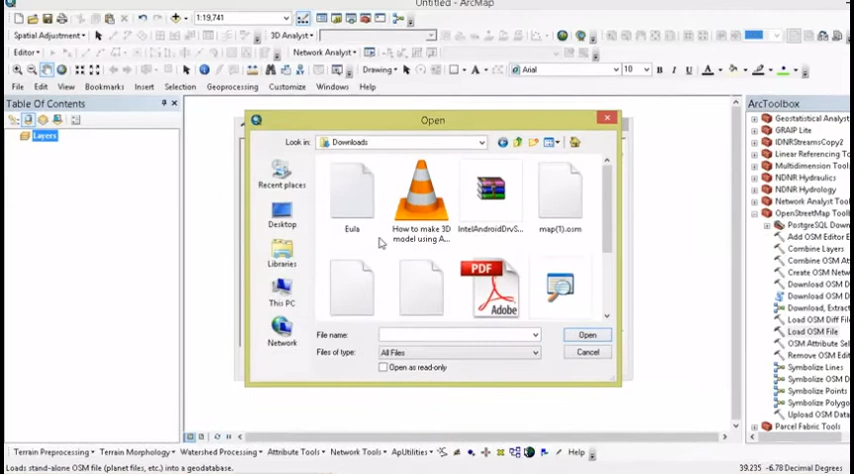 Untitled - ArcMap
1:19,741
Spatial Adjustment
3D Analyst
Editor
Network Analyst
Drawing
Arial
10
B I U A
File Edit View Bookmarks Insert Selection Geoprocessing Customize Windows Help
Table Of Contents
Layers
Open
Look in:
Downloads
Recent places
Desktop
Libraries
This PC
Network
Eula
How to make 3D
model using A...
IntelAndroidDrvS...
map(1).osm
PDF
Adobe
File name:
Open
Files of type:
All Files
Cancel
Open as read-only
ArcToolbox
Geostatistical Analyst
GRAIP Lite
IDNRStreamsCopy2
Linear Referencing T
Multidimension Tool
NDNR Hydraulics
NDNR Hydrology
Network Analyst Too
OpenStreetMap Tool
PostgreSQL Down
Add OSM Editor E
Combine Layers
Combine OSM At
Create OSM Netw
Download OSM D
Download OSM D
Download, Extrac
Load OSM Diff Fi
Load OSM File
OSM Attribute Sel
Remove OSM Edit
Symbolize Lines
Symbolize Points
Symbolize Polygo
Upload OSM Data
Parcel Fabric Tools
Terrain Preprocessing Terrain Morphology Watershed Processing Attribute Tools Network Tools ApUtilities Help
Loads stand-alone OSM file (planet files, etc.) into a geodatabase.
39.235 -6.78 Decimal Degrees